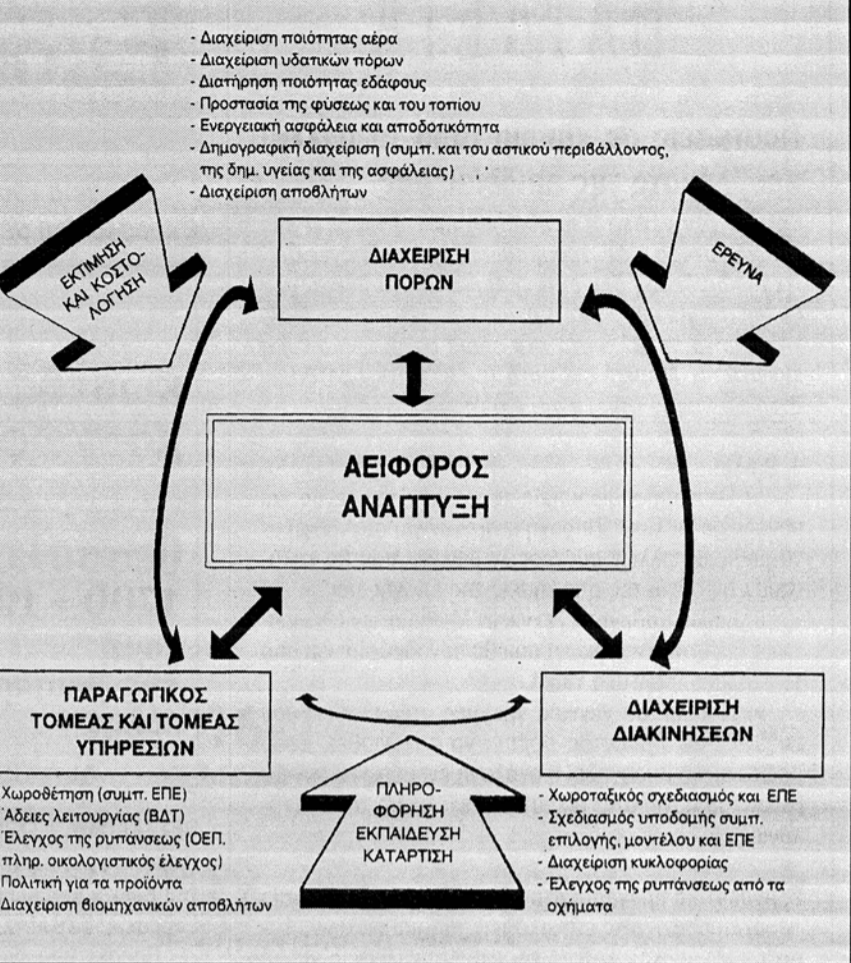 - Διαχείριση ποιότητας αέρα
- Διαχείριση υδατικών πόρων
- Διατήρηση ποιότητας εδάφους
- Προστασία της φύσεως και του τοπίου
- Ενεργειακή ασφάλεια και αποδοτικότητα
- Δημογραφική διαχείριση (συμπ. και του αστικού περιβάλλοντος,
της δημ. υγείας και της ασφάλειας)
- Διαχείριση αποβλήτων
ΕΚΤΙΜΗΣΗ
ΚΑΙ ΚΟΣΤΟ-
ΛΟΓΗΣΗ
ΔΙΑΧΕΙΡΙΣΗ
ΠΟΡΩΝ
ΕΡΕΥΝΑ
ΑΕΙΦΟΡΟΣ
ΑΝΑΠΤΥΞΗ
ΠΑΡΑΓΩΓΙΚΟΣ
ΤΟΜΕΑΣ ΚΑΙ ΤΟΜΕΑΣ
ΥΠΗΡΕΣΙΩΝ
Χωροθέτηση (συμπ. ΕΠΕ)
Άδειες λειτουργίας (ΒΔΤ)
Έλεγχος της ρυπάνσεως (ΟΕΠ.
πληρ. οικολογιστικός έλεγχος)
Πολιτική για τα προϊόντα
Διαχείριση βιομηχανικών αποβλήτων
ΠΛΗΡΟ-
ΦΟΡΗΣΗ
ΕΚΠΑΙΔΕΥΣΗ
ΚΑΤΑΡΤΙΣΗ
ΔΙΑΧΕΙΡΙΣΗ
ΔΙΑΚΙΝΗΣΕΩΝ
- Χωροταξικός σχεδιασμός και ΕΠΕ
- Σχεδιασμός υποδομής συμπ.
επιλογής, μοντέλου και ΕΠΕ
- Διαχείριση κυκλοφορίας
- Έλεγχος της ρυπάνσεως από τα
οχήματα